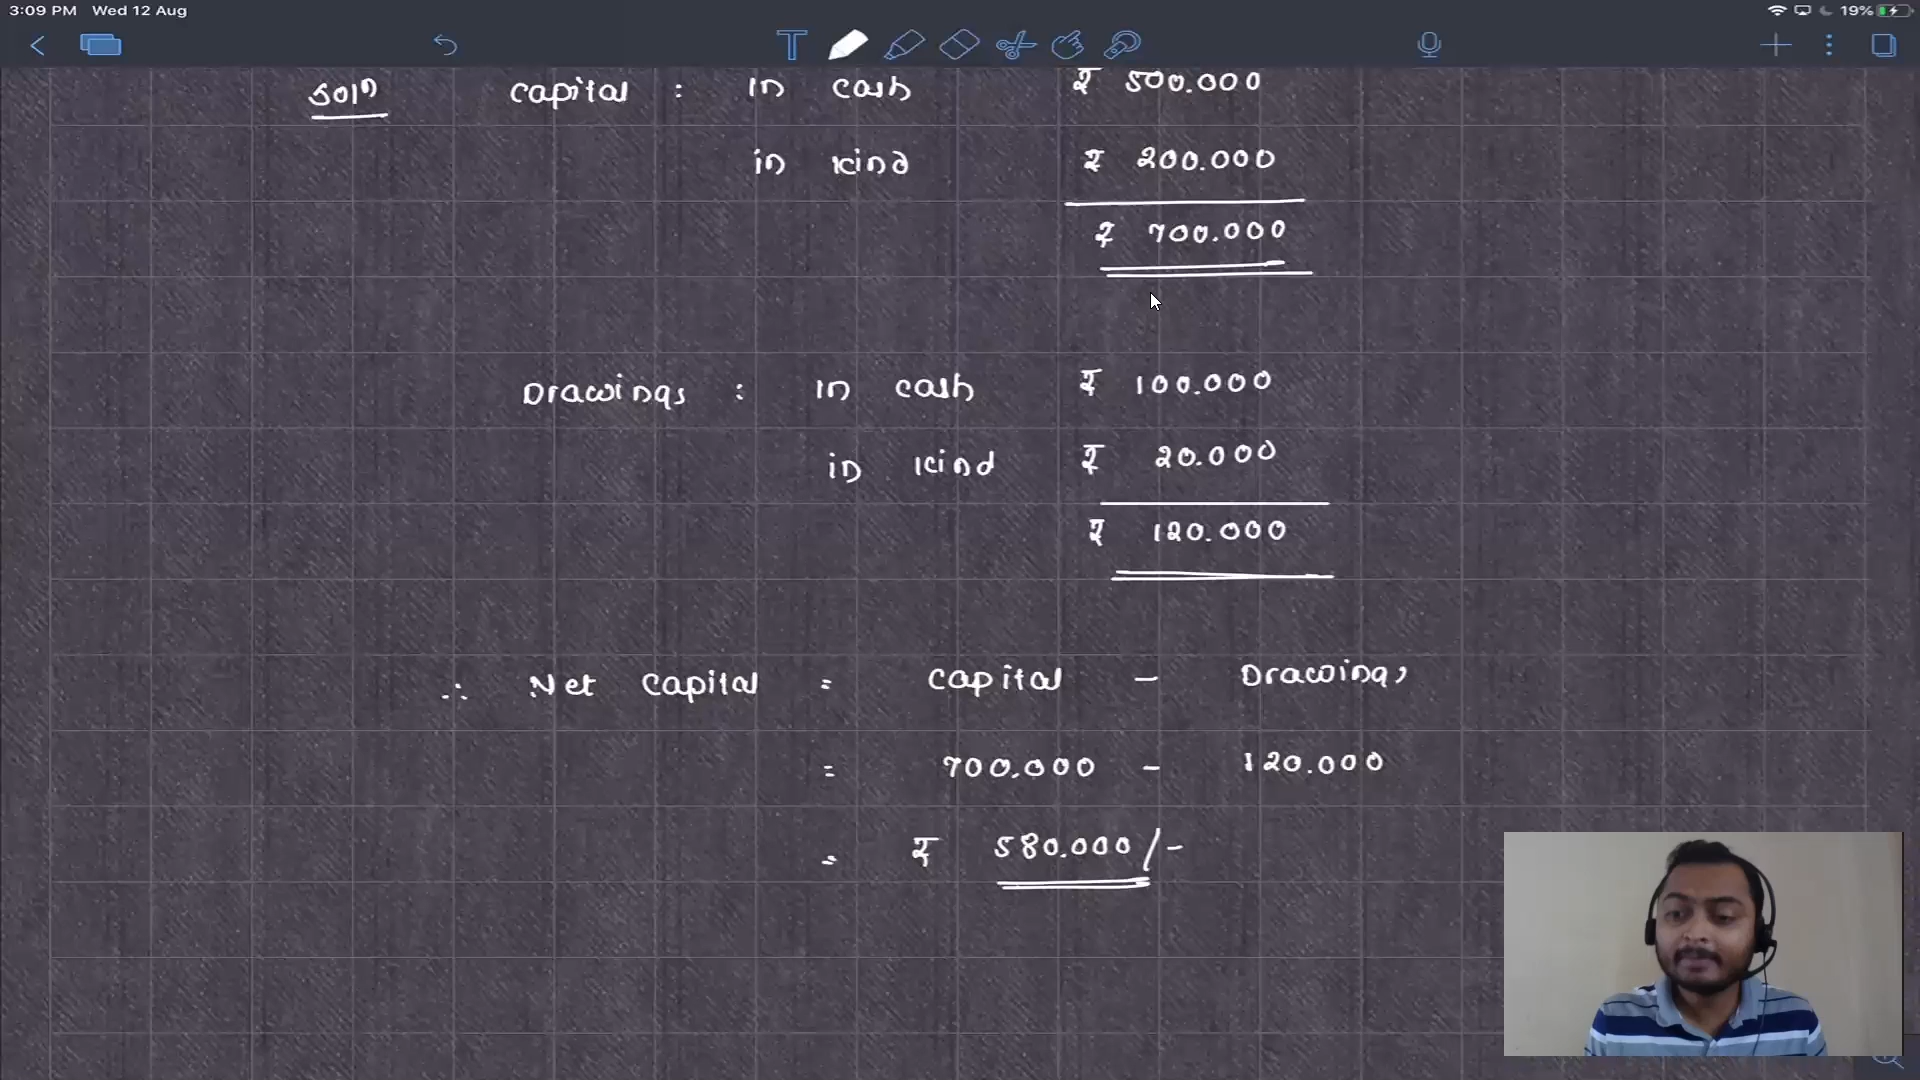 3:09 PM Wed 12 Aug
19%
T
Soln Capital : In cash ₹ 500.000
in kind ₹ 200.000
₹ 700.000
Drawings : In cash ₹ 100.000
in kind ₹ 20.000
₹ 120.000
∴ Net Capital = Capital - Drawings
= 700.000 - 120.000
= ₹ 580.000/-